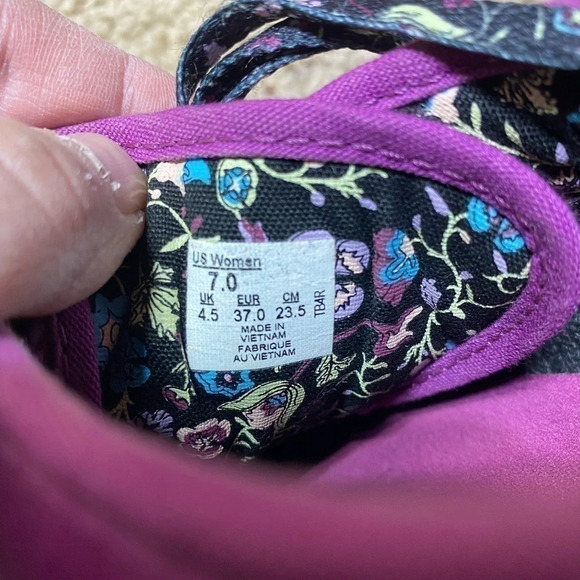 US Women
7.0
UK EUR CM
4.5 37.0 23.5
MADE IN
VIETNAM
FABRIQUE
AU VIETNAM
TB4R